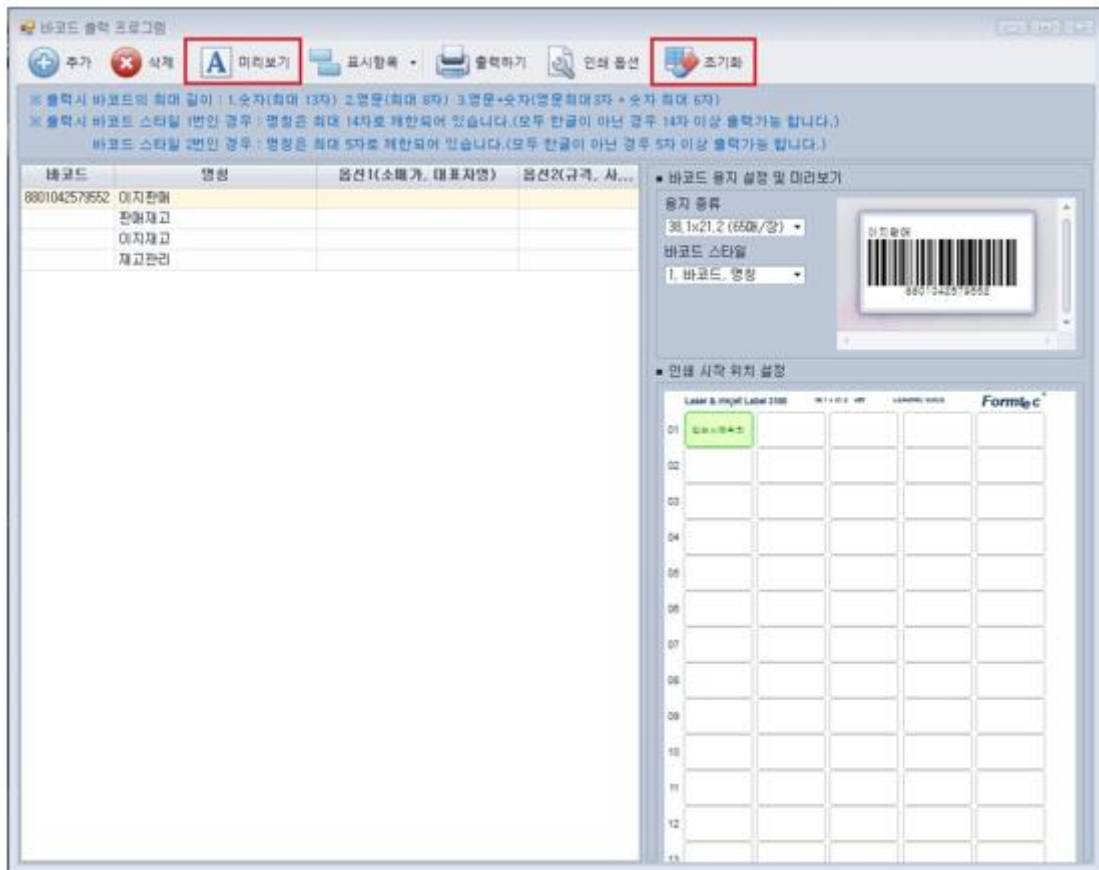 바코드 출력 프로그램
추가 삭제 미리보기 표시항목 출력하기 인쇄 옵션 초기화
※ 출력시 바코드의 최대 길이 : 1.숫자(최대 13자) 2.영문(최대 8자) 3.영문+숫자(영문최대3자 + 숫자 최대 6자)
※ 출력시 바코드 스타일 1번인 경우 : 명칭은 최대 14자로 제한되어 있습니다.(모두 한글이 아닌 경우 14자 이상 출력가능 합니다.)
바코드 스타일 2번인 경우 : 명칭은 최대 5자로 제한되어 있습니다.(모두 한글이 아닌 경우 5자 이상 출력가능 합니다.)
바코드 명칭 옵션1(소매가, 대표자명) 옵션2(규격, 사...
8801042579552 이지판매
판매재고
이지재고
재고관리
■ 바코드 용지 설정 및 미리보기
용지 종류
38.1x21.2 (65매/장)
바코드 스타일
1. 바코드, 명칭
이지판매
8801042579552
■ 인쇄 시작 위치 설정
Laser & Inkjet Label 3100 Formtec
01
02
03
04
05
06
07
08
09
10
11
12
13